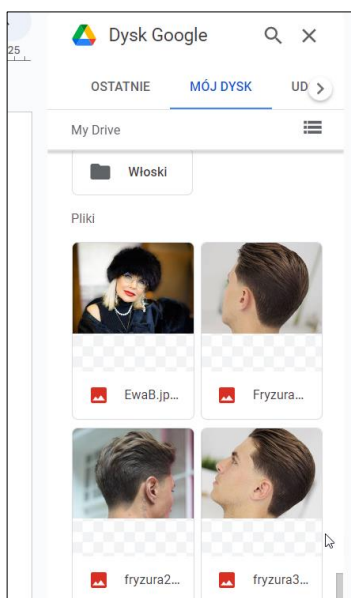 25
Dysk Google
OSTATNIE MÓJ DYSK UD
My Drive
Włoski
Pliki
EwaB.jp... Fryzura...
fryzura2... fryzura3...